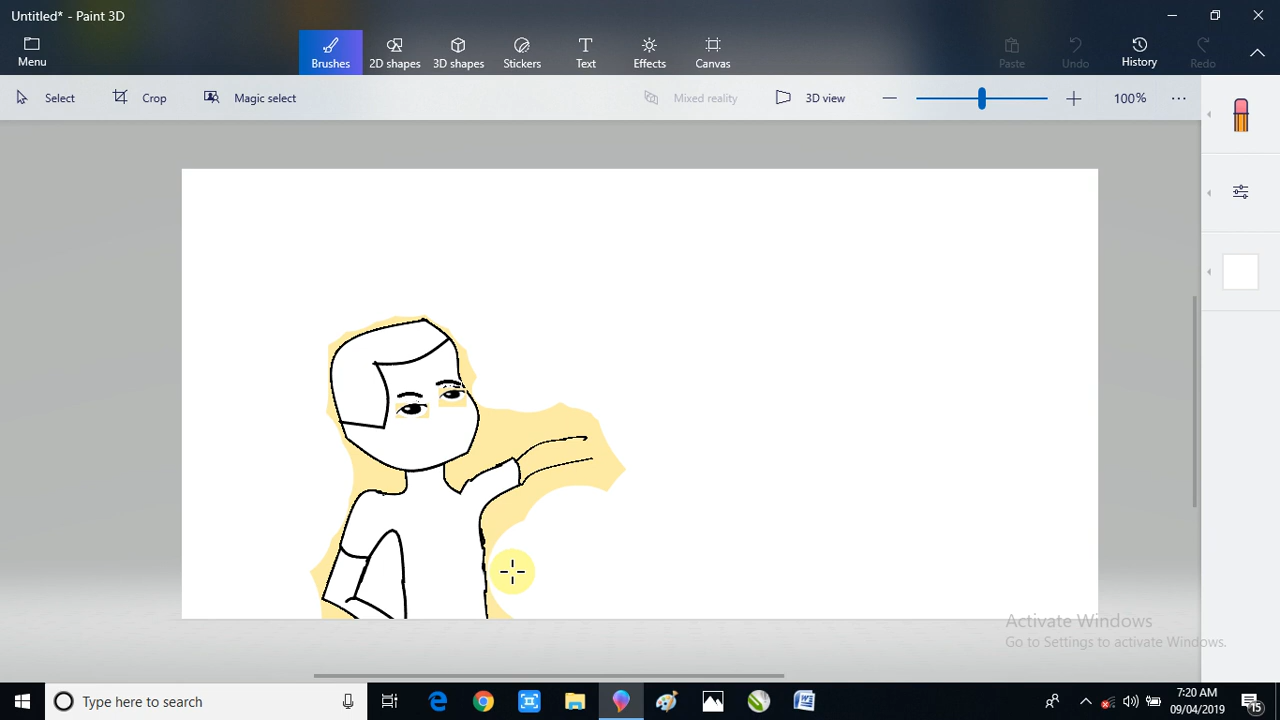 Untitled* - Paint 3D
Menu
Brushes
2D shapes
3D shapes
Stickers
Text
Effects
Canvas
Paste
Undo
History
Redo
Select
Crop
Magic select
Mixed reality
3D view
100%
Activate Windows
Go to Settings to activate Windows.
Type here to search
7:20 AM
09/04/2019
15